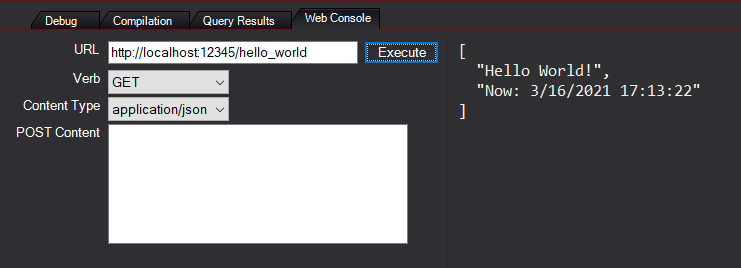 Debug Compilation Query Results Web Console
URL http://localhost:12345/hello_world Execute
Verb GET
Content Type application/json
POST Content
[
"Hello World!",
"Now: 3/16/2021 17:13:22"
]